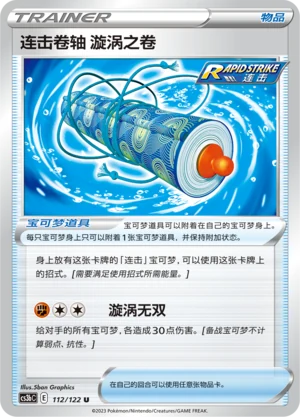 TRAINER 物品
连击卷轴 漩涡之卷
RAPID STRIKE
连击
宝可梦道具
宝可梦道具可以附着在自己的宝可梦身上。
每只宝可梦身上只可以附着1张宝可梦道具,并保持附加状态。
身上放有这张卡牌的「连击」宝可梦,可以使用这张卡牌上
的招式。[需要满足使用招式所需能量。]
漩涡无双
给对手的所有宝可梦,各造成30点伤害。[备战宝可梦不计
算弱点、抗性。]
Illus.5ban Graphics
cs3bC E 112/122 U
在自己的回合可以使用任意张物品卡。
©2023 Pokémon/Nintendo/Creatures/GAME FREAK.